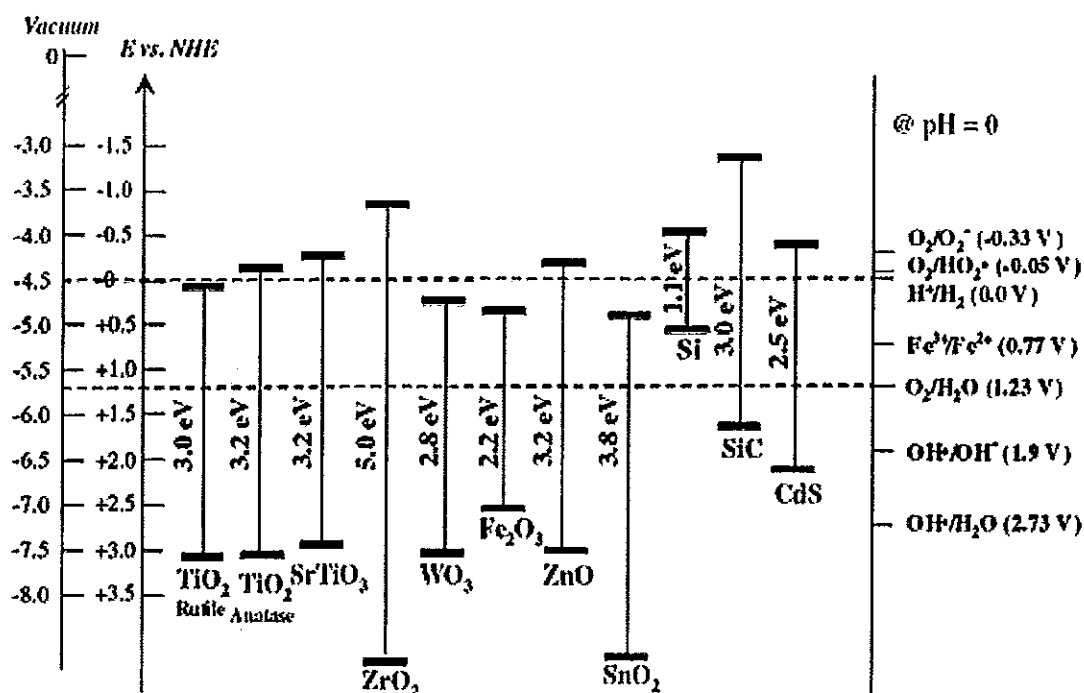 Vacuum
0
E vs. NHE
@ pH = 0
-3.0
-3.5
-4.0
-4.5
-5.0
-5.5
-6.0
-6.5
-7.0
-7.5
-8.0
-1.5
-1.0
-0.5
0
+0.5
+1.0
+1.5
+2.0
+2.5
+3.0
+3.5
3.0 eV
TiO₂
Rutile
3.2 eV
TiO₂
Anatase
3.2 eV
SrTiO₃
5.0 eV
ZrO₂
2.8 eV
WO₃
2.2 eV
Fe₂O₃
3.2 eV
ZnO
3.8 eV
SnO₂
1.1 eV
Si
3.0 eV
SiC
2.5 eV
CdS
O₂/O₂⁻ (-0.33 V)
O₂/HO₂• (-0.05 V)
H⁺/H₂ (0.0 V)
Fe³⁺/Fe²⁺ (0.77 V)
O₂/H₂O (1.23 V)
OH•/OH⁻ (1.9 V)
OH•/H₂O (2.73 V)